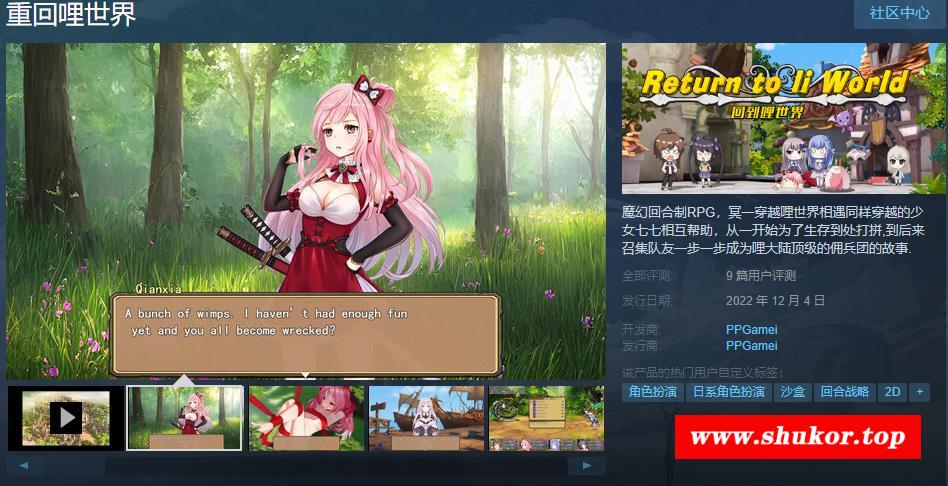 重回哩世界
社区中心
Return to li World
回到哩世界
Qianxia
A bunch of wimps. I haven't had enough fun
yet and you all become wrecked?
魔幻回合制RPG，冥一穿越哩世界相遇同样穿越的少
女七七相互帮助，从一开始为了生存到处打拼,到后来
召集队友一步一步成为哩大陆顶级的佣兵团的故事.
全部评测: 9 篇用户评测
发行日期: 2022 年 12 月 4 日
开发商: PPGamei
发行商: PPGamei
该产品的热门用户自定义标签：
角色扮演 日系角色扮演 沙盒 回合战略 2D +
www.shukor.top